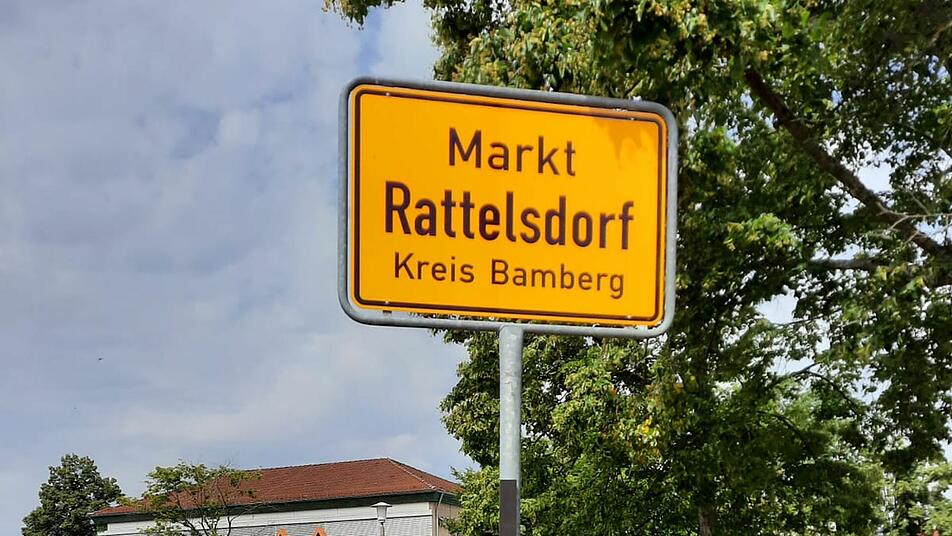 Markt
Rattelsdorf
Kreis Bamberg